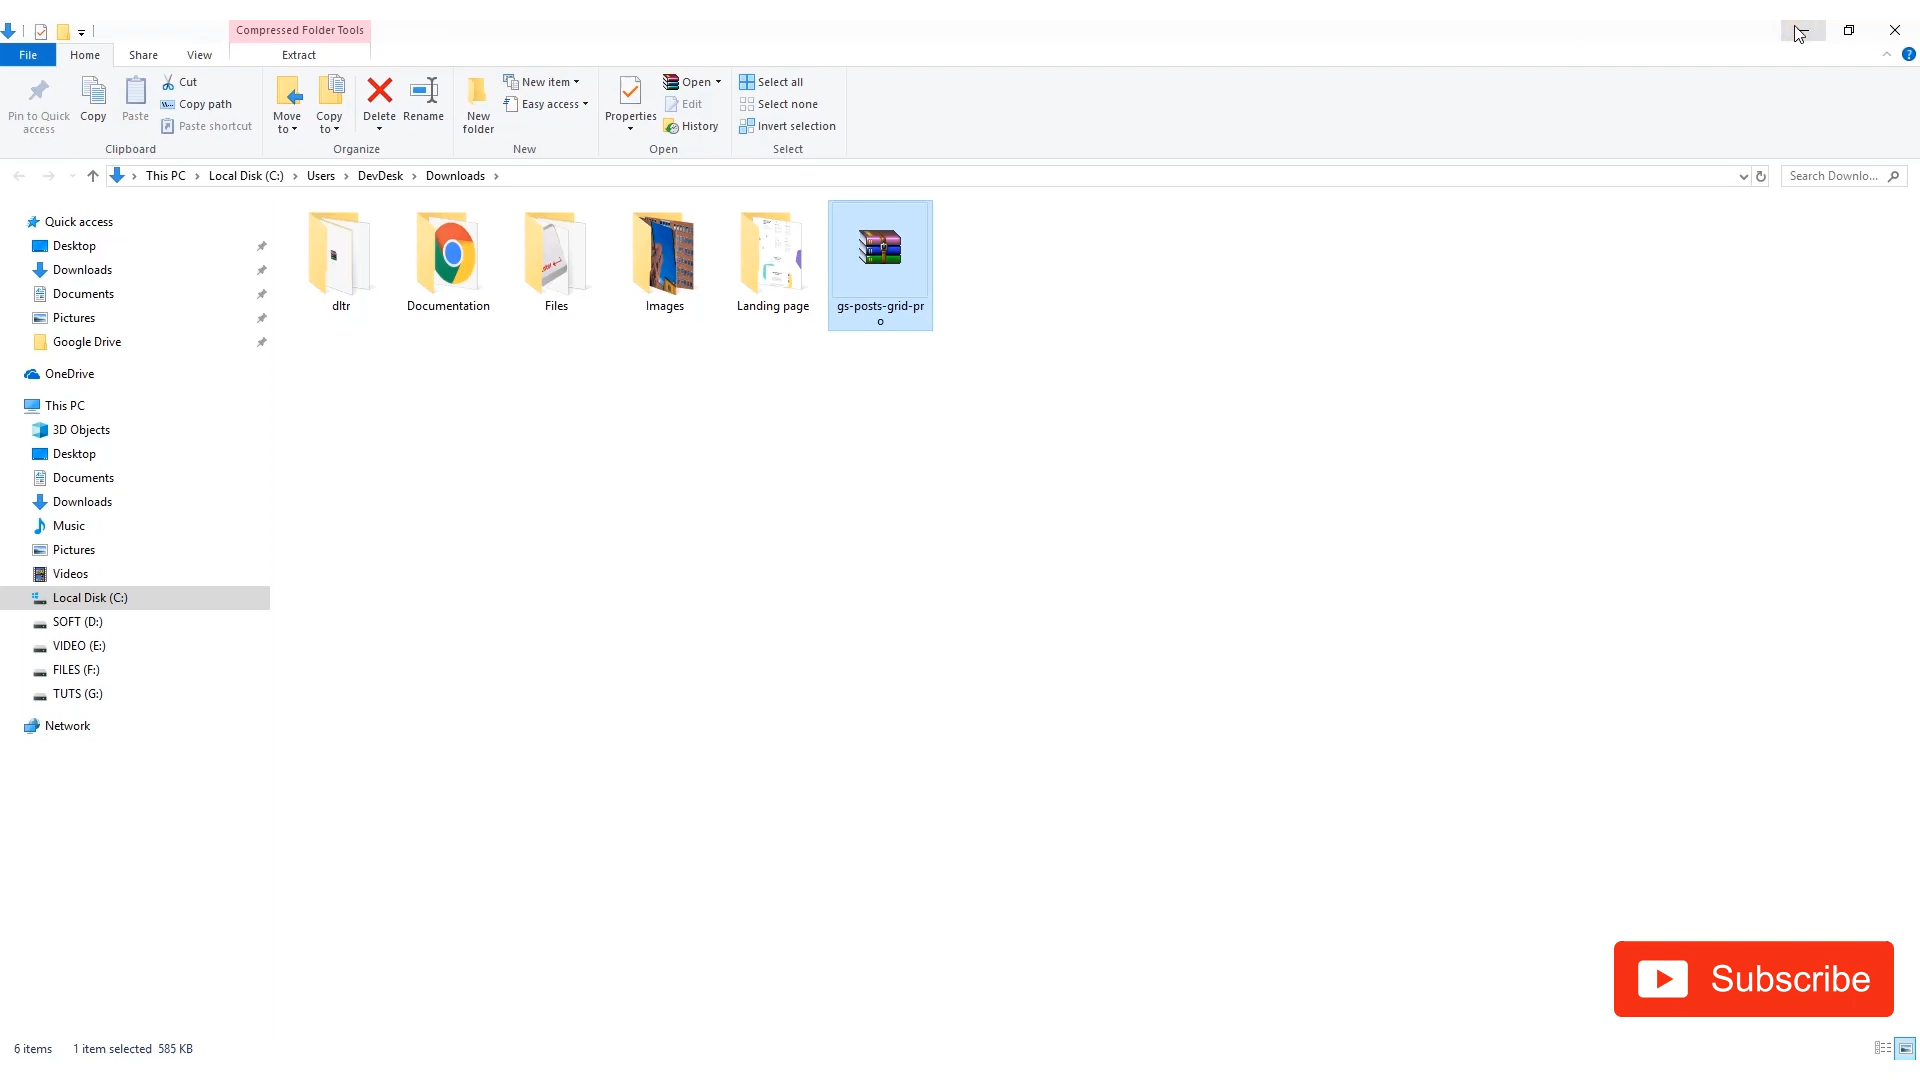 Compressed Folder Tools
File
Home
Share
View
Extract
Pin to Quick
access
Copy
Paste
Cut
Copy path
Paste shortcut
Clipboard
Move
to
Copy
to
Delete
Rename
Organize
New
folder
New item
Easy access
New
Properties
Open
Edit
History
Open
Select all
Select none
Invert selection
Select
This PC
Local Disk (C:)
Users
DevDesk
Downloads
Search Downlo...
Quick access
Desktop
Downloads
Documents
Pictures
Google Drive
OneDrive
This PC
3D Objects
Desktop
Documents
Downloads
Music
Pictures
Videos
Local Disk (C:)
SOFT (D:)
VIDEO (E:)
FILES (F:)
TUTS (G:)
Network
dltr
Documentation
Files
Images
Landing page
gs-posts-grid-pr
o
Subscribe
6 items
1 item selected 585 KB